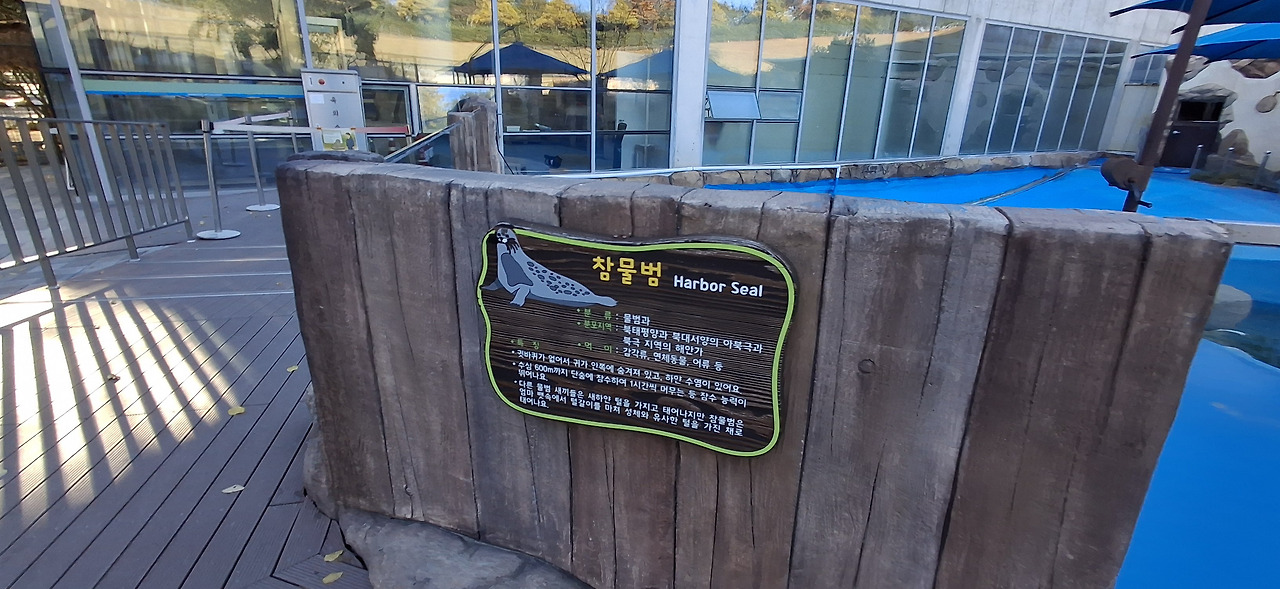 참물범 Harbor Seal
• 분 류 : 물범과
• 분포지역 : 북태평양과 북대서양의 아북극과
북극 지역의 해안가
• 먹 이 : 갑각류, 연체동물, 어류 등
• 특 징
• 귓바퀴가 없어서 귀가 안쪽에 숨겨져 있고, 하얀 수염이 있어요
• 수심 600m까지 단숨에 잠수하여 1시간씩 머무는 등 잠수 능력이
뛰어나요
• 다른 물범 새끼들은 새하얀 털을 가지고 태어나지만 참물범은
엄마 뱃속에서 털갈이를 마쳐 성체와 유사한 털을 가진 채로
태어나요.